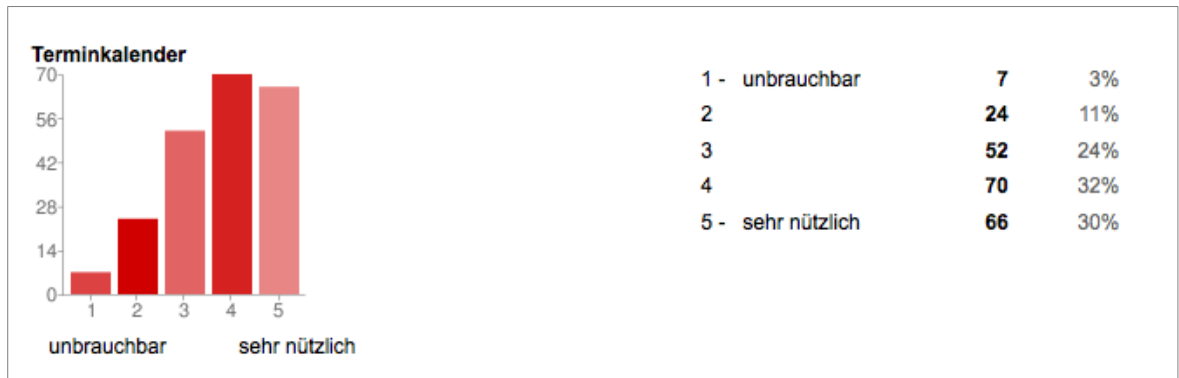 Terminkalender
70
56
42
28
14
0
1 2 3 4 5
unbrauchbar sehr nützlich
1 - unbrauchbar 7 3%
2 24 11%
3 52 24%
4 70 32%
5 - sehr nützlich 66 30%